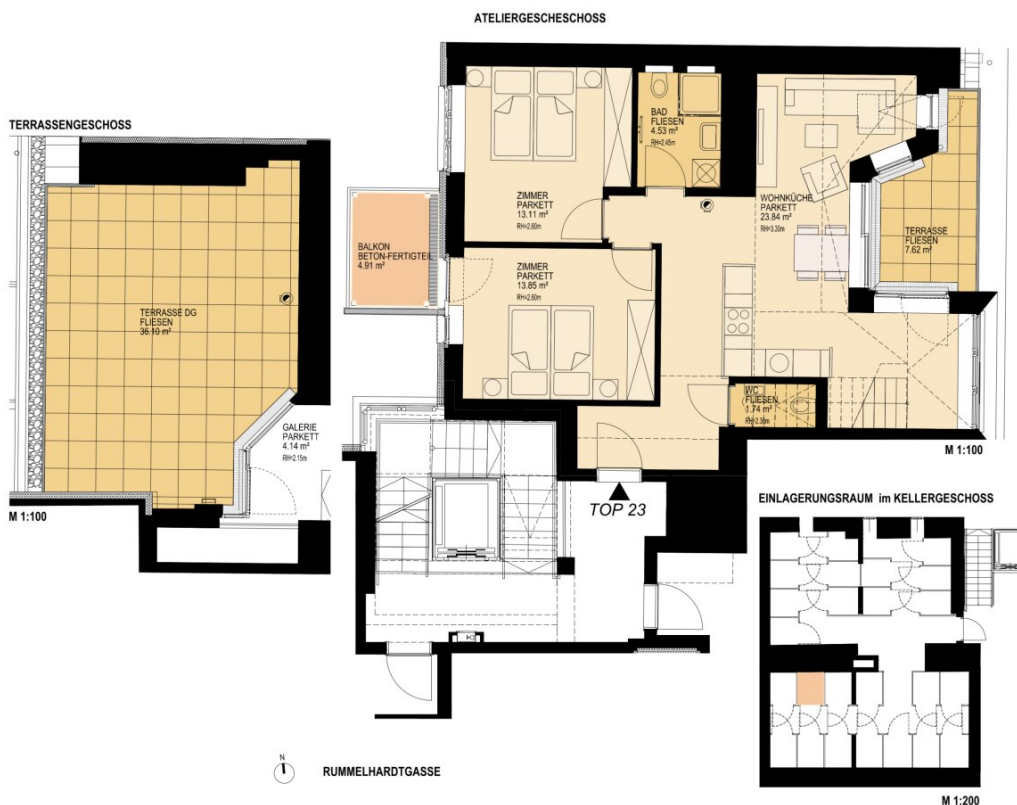 ATELIERGESCHESCHOSS
TERRASSENGESCHOSS
BAD
FLIESEN
4.53 m²
RH=2.45m
ZIMMER
PARKETT
13.11 m²
RH=2.60m
WOHNKÜCHE
PARKETT
23.84 m²
RH=3.30m
BALKON
BETON-FERTIGTEIL
4.91 m²
TERRASSE
FLIESEN
7.62 m²
ZIMMER
PARKETT
13.85 m²
RH=2.60m
TERRASSE DG
FLIESEN
36.10 m²
WC
FLIESEN
1.74 m²
RH=2.35m
GALERIE
PARKETT
4.14 m²
RH=2.15m
M 1:100
M 1:100
TOP 23
EINLAGERUNGSRAUM im KELLERGESCHOSS
N
RUMMELHARDTGASSE
M 1:200